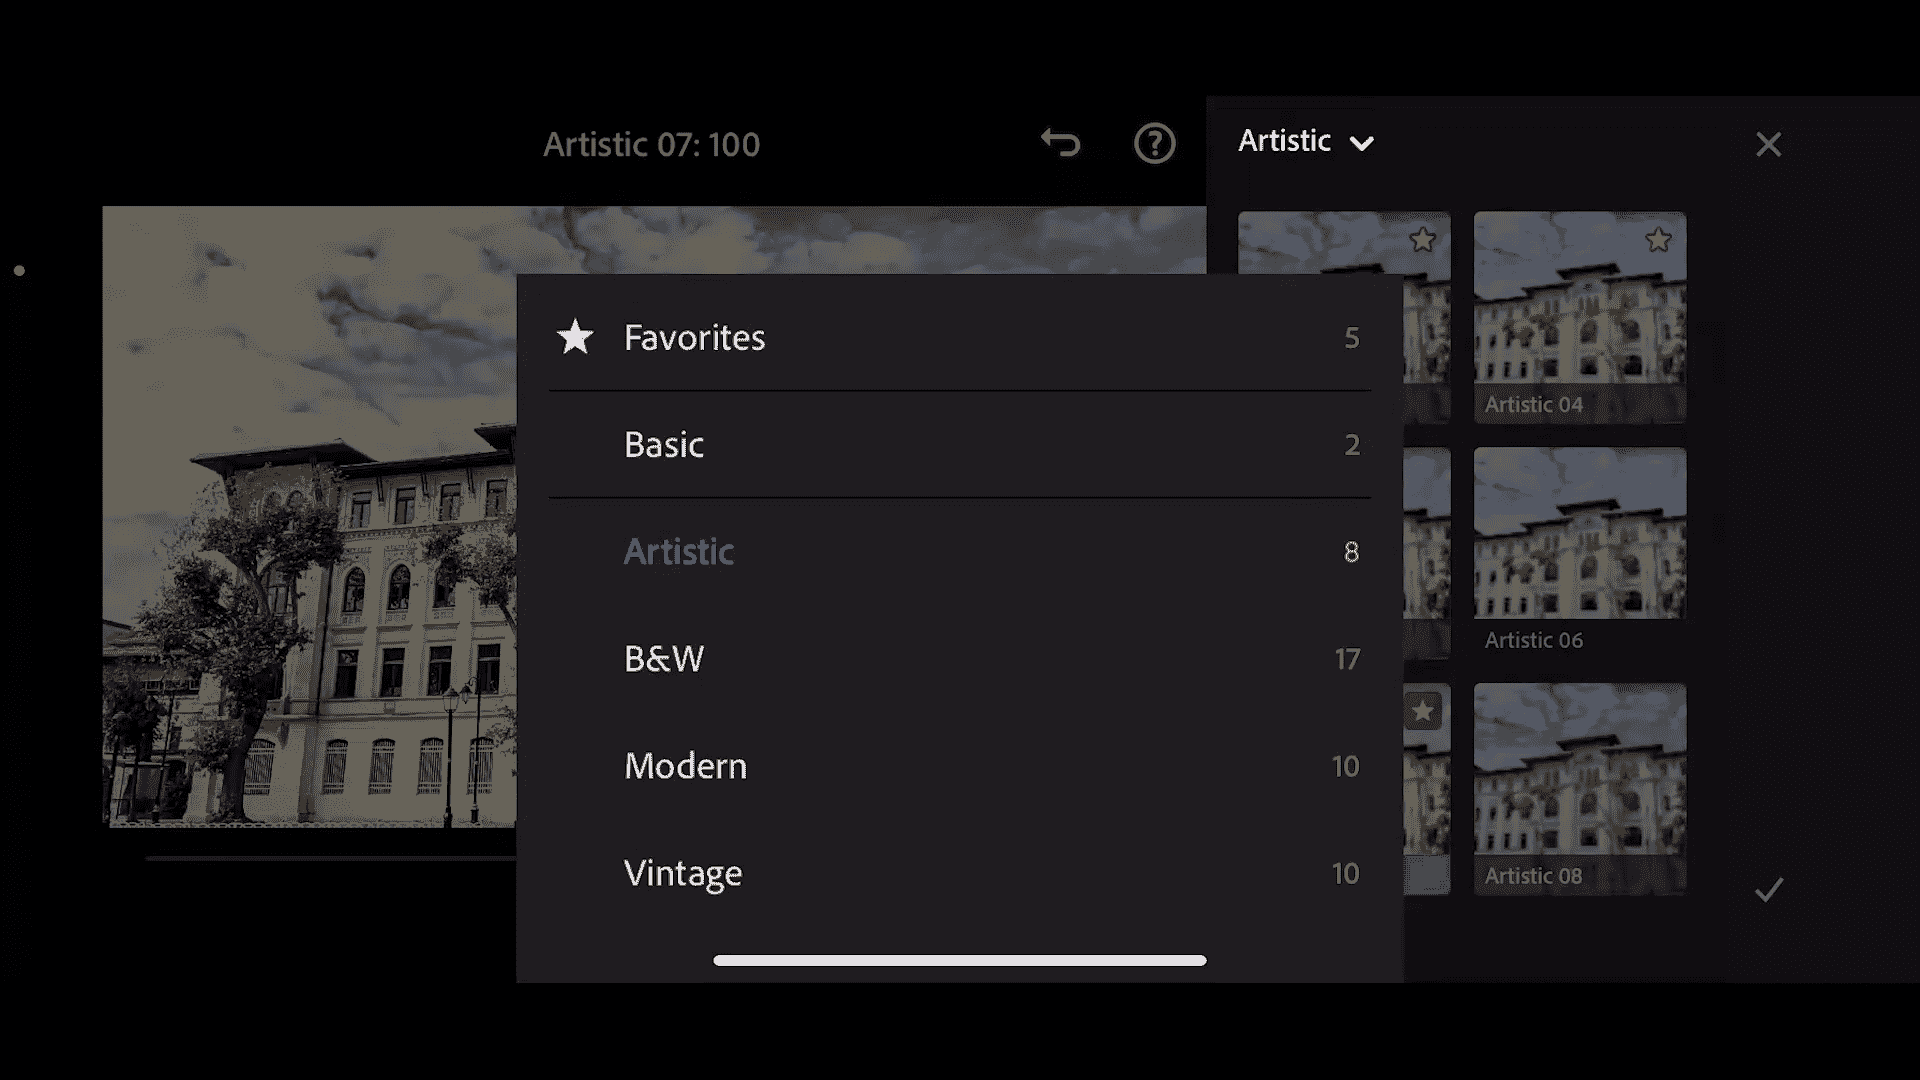 Artistic 07: 100
Artistic
Favorites 5
Basic 2
Artistic 8
B&W 17
Modern 10
Vintage 10
Artistic 04
Artistic 06
Artistic 08